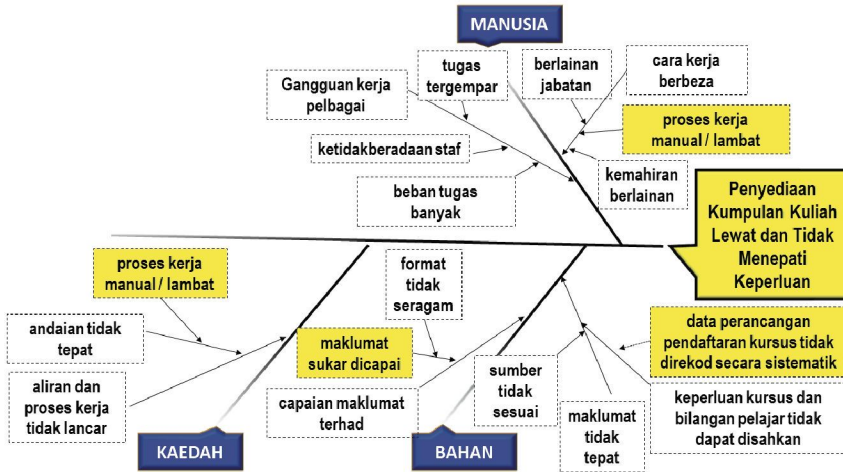 MANUSIA
Gangguan kerja
pelbagai
tugas
tergempar
berlainan
jabatan
cara kerja
berbeza
proses kerja
manual / lambat
ketidakberadaan staf
kemahiran
berlainan
beban tugas
banyak
Penyediaan
Kumpulan Kuliah
Lewat dan Tidak
Menepati
Keperluan
proses kerja
manual / lambat
format
tidak
seragam
andaian tidak
tepat
maklumat
sukar dicapai
data perancangan
pendaftaran kursus tidak
direkod secara sistematik
aliran dan
proses kerja
tidak lancar
capaian maklumat
terhad
sumber
tidak
sesuai
maklumat
tidak
tepat
keperluan kursus dan
bilangan pelajar tidak
dapat disahkan
KAEDAH
BAHAN